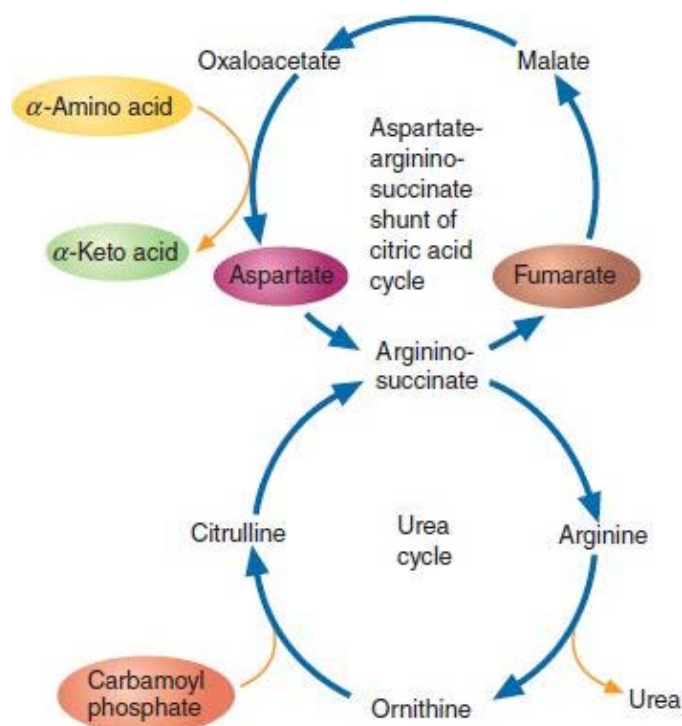 Oxaloacetate
Malate
α-Amino acid
Aspartate-
arginino-
succinate
shunt of
citric acid
cycle
α-Keto acid
Aspartate
Fumarate
Arginino-
succinate
Citrulline
Urea
cycle
Arginine
Carbamoyl
phosphate
Ornithine
Urea